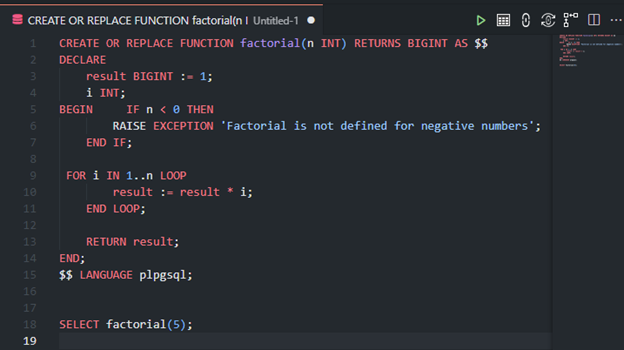 CREATE OR REPLACE FUNCTION factorial(n I Untitled-1
1 CREATE OR REPLACE FUNCTION factorial(n INT) RETURNS BIGINT AS $$
2 DECLARE
3 result BIGINT := 1;
4 i INT;
5 BEGIN IF n < 0 THEN
6 RAISE EXCEPTION 'Factorial is not defined for negative numbers';
7 END IF;
8
9 FOR i IN 1..n LOOP
10 result := result * i;
11 END LOOP;
12
13 RETURN result;
14 END;
15 $$ LANGUAGE plpgsql;
16
17
18 SELECT factorial(5);
19